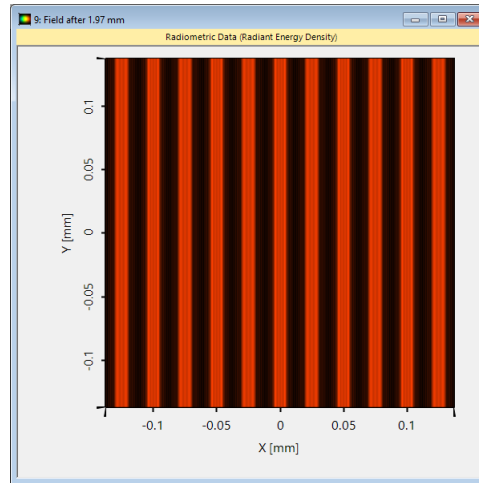 9: Field after 1.97 mm
Radiometric Data (Radiant Energy Density)
0.1
0.05
0
-0.05
-0.1
Y [mm]
-0.1
-0.05
0
0.05
0.1
X [mm]